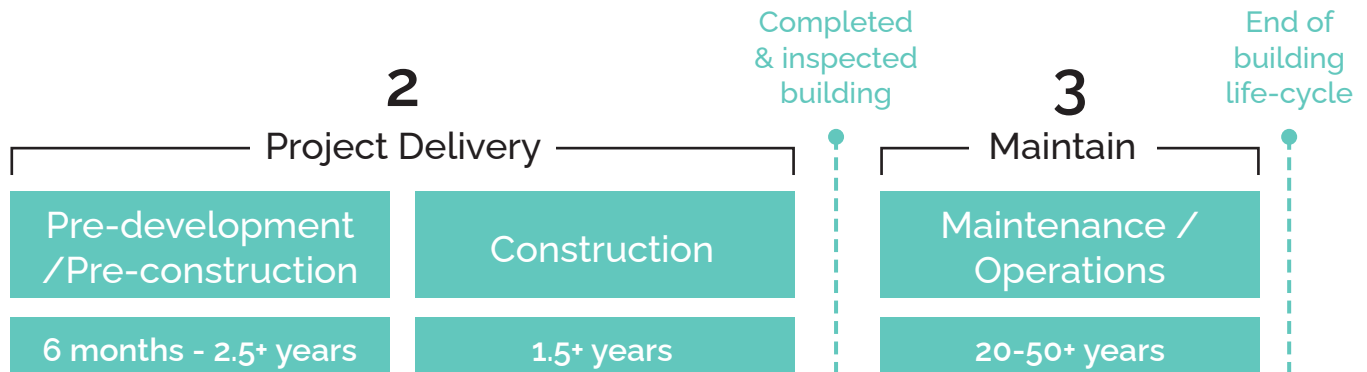 Completed
& inspected
building
End of
building
life-cycle
2
3
Project Delivery
Maintain
Pre-development
/Pre-construction
Construction
Maintenance /
Operations
6 months - 2.5+ years
1.5+ years
20-50+ years